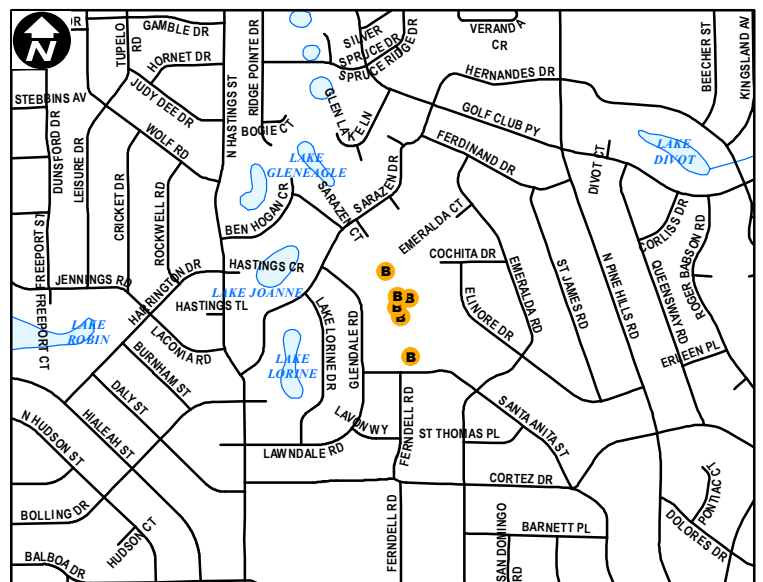 N
DR
GAMBLE DR
TUPELO
RD
HORNET DR
JUDY DEE DR
STEBBINS AV
DUNSFORD DR
LEISURE DR
WOLF RD
CRICKET DR
ROCKWELL RD
N HASTINGS ST
RIDGE POINTE DR
BOGIE CT
SILVER
SPRUCE DR
SPRUCE RIDGE DR
GLEN LAKE LN
VERANDA
CR
HERNANDES DR
BEECHER ST
KINGSLAND AV
GOLF CLUB PY
FERDINAND DR
DIVOT CT
LAKE
DIVOT
LAKE
GLENEAGLE
SARAZEN DR
SARAZEN CT
BEN HOGAN CR
EMERALDA CT
COCHITA DR
EMERALDA RD
ELINORE DR
ST JAMES RD
N PINE HILLS RD
CORLISS DR
QUEENSWAY RD
ROGER BABSON RD
ERLEEN PL
FREEPORT ST
FREEPORT CT
JENNINGS RD
HARRINGTON DR
HASTINGS CR
LAKE JOANNE
HASTINGS TL
LAKE
ROBIN
LACONIA RD
BURNHAM ST
DALY ST
HIALEAH ST
N HUDSON ST
LAKE
LORINE
LAKE LORINE DR
GLENDALE RD
B
B
B
B
B
B
LAVON WY
FERNDELL RD
ST THOMAS PL
SANTA ANITA ST
LAWNDALE RD
CORTEZ DR
BOLLING DR
HUDSON CT
BALBOA DR
FERNDELL RD
SAN DOMINGO
RD
BARNETT PL
DOLORES DR
PONTIAC CT